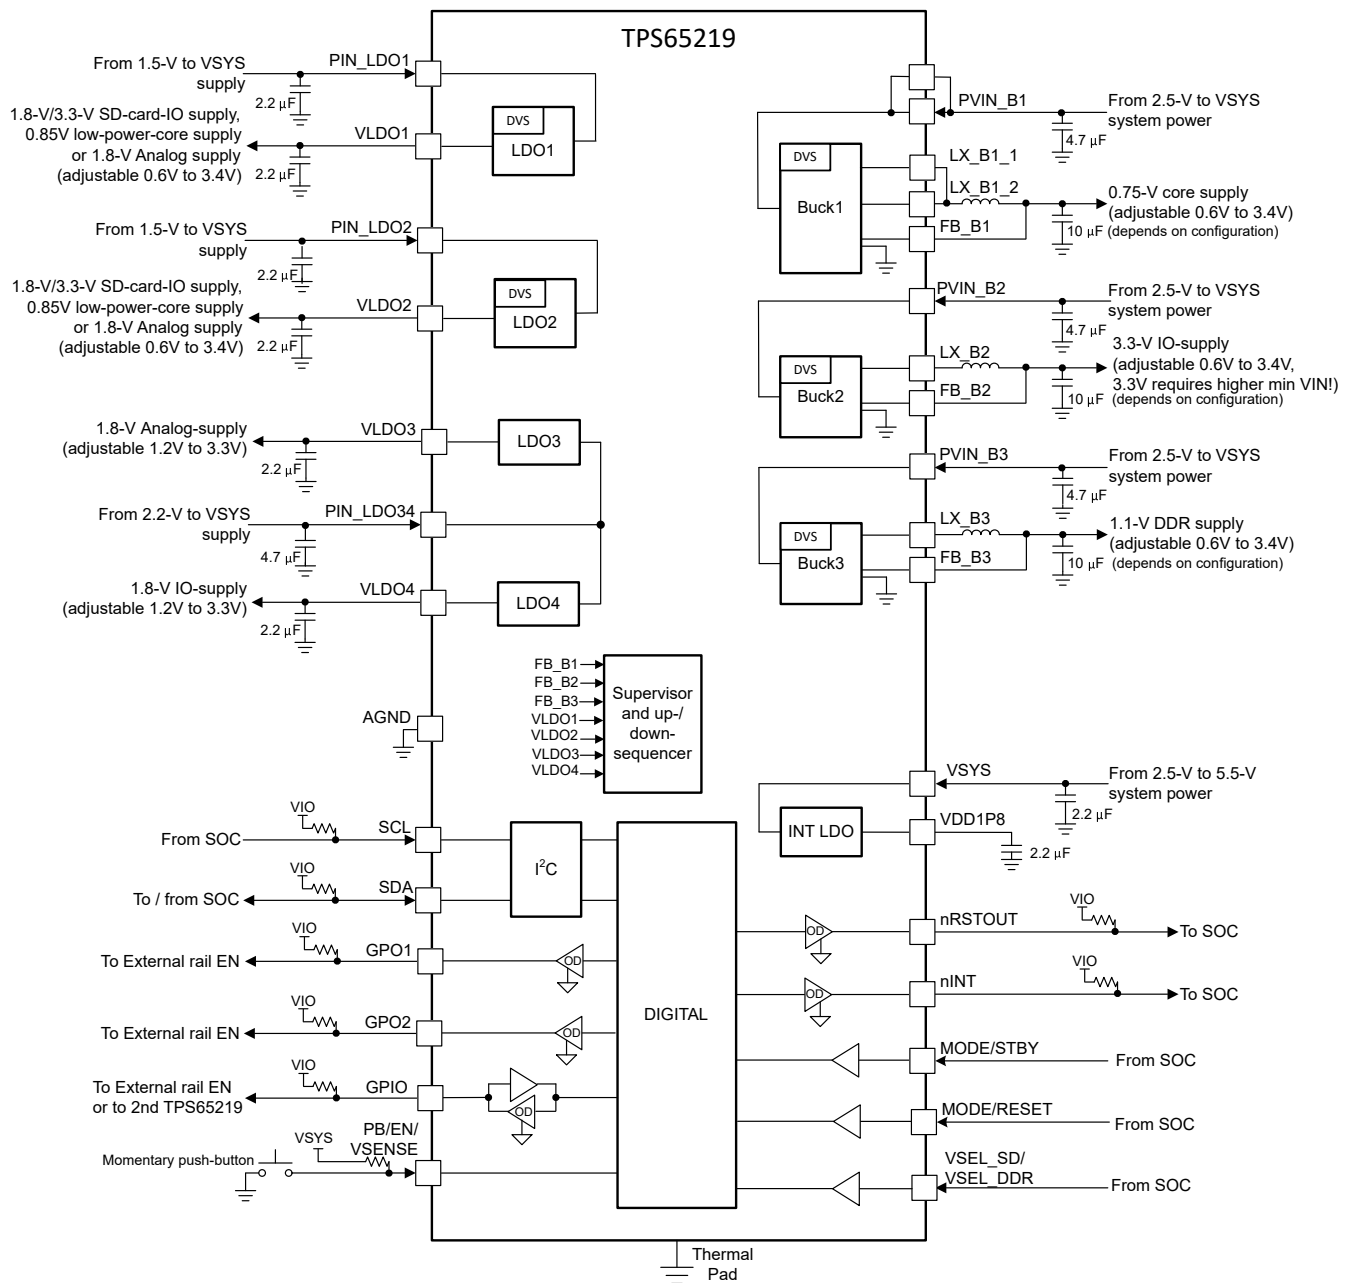 TPS65219
From 1.5-V to VSYS
supply
PIN_LDO1
2.2 μF
1.8-V/3.3-V SD-card-IO supply,
0.85V low-power-core supply
or 1.8-V Analog supply
(adjustable 0.6V to 3.4V)
VLDO1
2.2 μF
DVS
LDO1
From 1.5-V to VSYS
supply
PIN_LDO2
2.2 μF
1.8-V/3.3-V SD-card-IO supply,
0.85V low-power-core supply
or 1.8-V Analog supply
(adjustable 0.6V to 3.4V)
VLDO2
2.2 μF
DVS
LDO2
1.8-V Analog-supply
(adjustable 1.2V to 3.3V)
VLDO3
2.2 μF
LDO3
From 2.2-V to VSYS
supply
PIN_LDO34
4.7 μF
1.8-V IO-supply
(adjustable 1.2V to 3.3V)
VLDO4
2.2 μF
LDO4
PVIN_B1
From 2.5-V to VSYS
system power
4.7 μF
DVS
Buck1
LX_B1_1
LX_B1_2
FB_B1
0.75-V core supply
(adjustable 0.6V to 3.4V)
10 μF (depends on configuration)
PVIN_B2
From 2.5-V to VSYS
system power
4.7 μF
DVS
Buck2
LX_B2
FB_B2
3.3-V IO-supply
(adjustable 0.6V to 3.4V,
3.3V requires higher min VIN!)
10 μF (depends on configuration)
PVIN_B3
From 2.5-V to VSYS
system power
4.7 μF
DVS
Buck3
LX_B3
FB_B3
1.1-V DDR supply
(adjustable 0.6V to 3.4V)
10 μF (depends on configuration)
FB_B1
FB_B2
FB_B3
VLDO1
VLDO2
VLDO3
VLDO4
Supervisor
and up-/
down-
sequencer
AGND
VSYS
From 2.5-V to 5.5-V
system power
2.2 μF
INT LDO
VDD1P8
2.2 μF
From SOC
VIO
SCL
I2C
To / from SOC
VIO
SDA
To External rail EN
VIO
GPO1
OD
To External rail EN
VIO
GPO2
OD
To External rail EN
or to 2nd TPS65219
VIO
GPIO
OD
Momentary push-button
VSYS
PB/EN/
VSENSE
DIGITAL
OD
nRSTOUT
VIO
To SOC
OD
nINT
VIO
To SOC
MODE/STBY
From SOC
MODE/RESET
From SOC
VSEL_SD/
VSEL_DDR
From SOC
Thermal
Pad